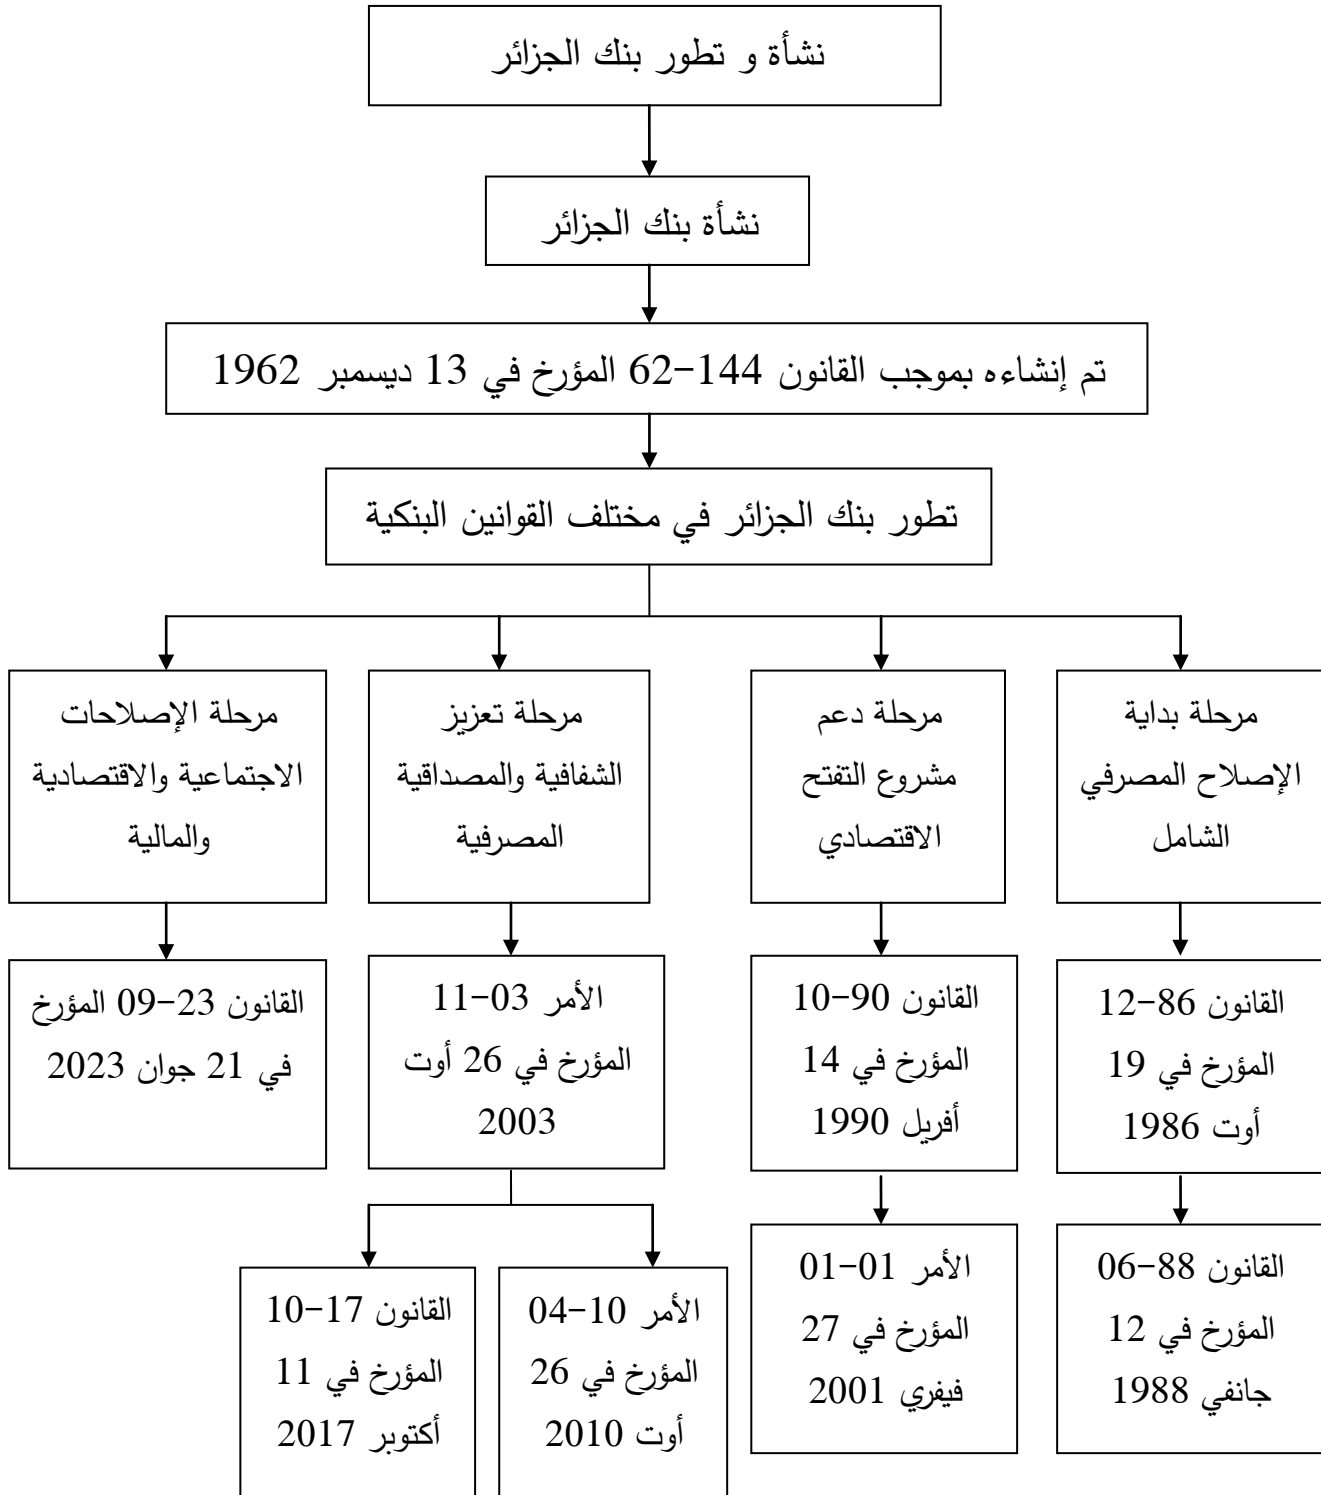 نشأة و تطور بنك الجزائر
نشأة بنك الجزائر
تم إنشاءه بموجب القانون 144-62 المؤرخ في 13 ديسمبر 1962
تطور بنك الجزائر في مختلف القوانين البنكية
مرحلة بداية
الإصلاح المصرفي
الشامل
مرحلة دعم
مشروع التفتح
الاقتصادي
مرحلة تعزيز
الشفافية والمصداقية
المصرفية
مرحلة الإصلاحات
الاجتماعية والاقتصادية
والمالية
القانون 86-12
المؤرخ في 19
أوت 1986
القانون 90-10
المؤرخ في 14
أفريل 1990
الأمر 03-11
المؤرخ في 26 أوت
2003
القانون 23-09 المؤرخ
في 21 جوان 2023
القانون 88-06
المؤرخ في 12
جانفي 1988
الأمر 01-01
المؤرخ في 27
فيفري 2001
الأمر 10-04
المؤرخ في 26
أوت 2010
القانون 17-10
المؤرخ في 11
أكتوبر 2017